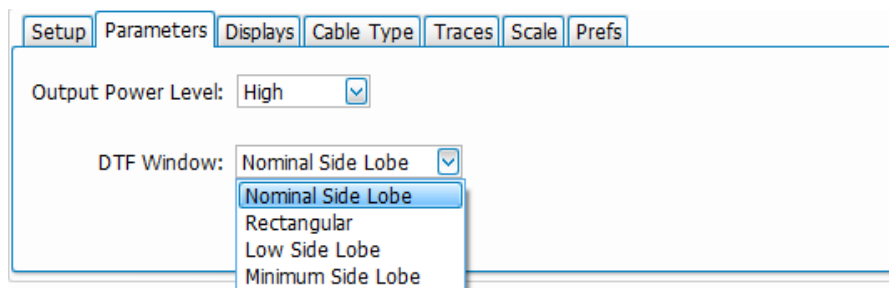 Setup Parameters Displays Cable Type Traces Scale Prefs
Output Power Level: High
DTF Window: Nominal Side Lobe
Nominal Side Lobe
Rectangular
Low Side Lobe
Minimum Side Lobe